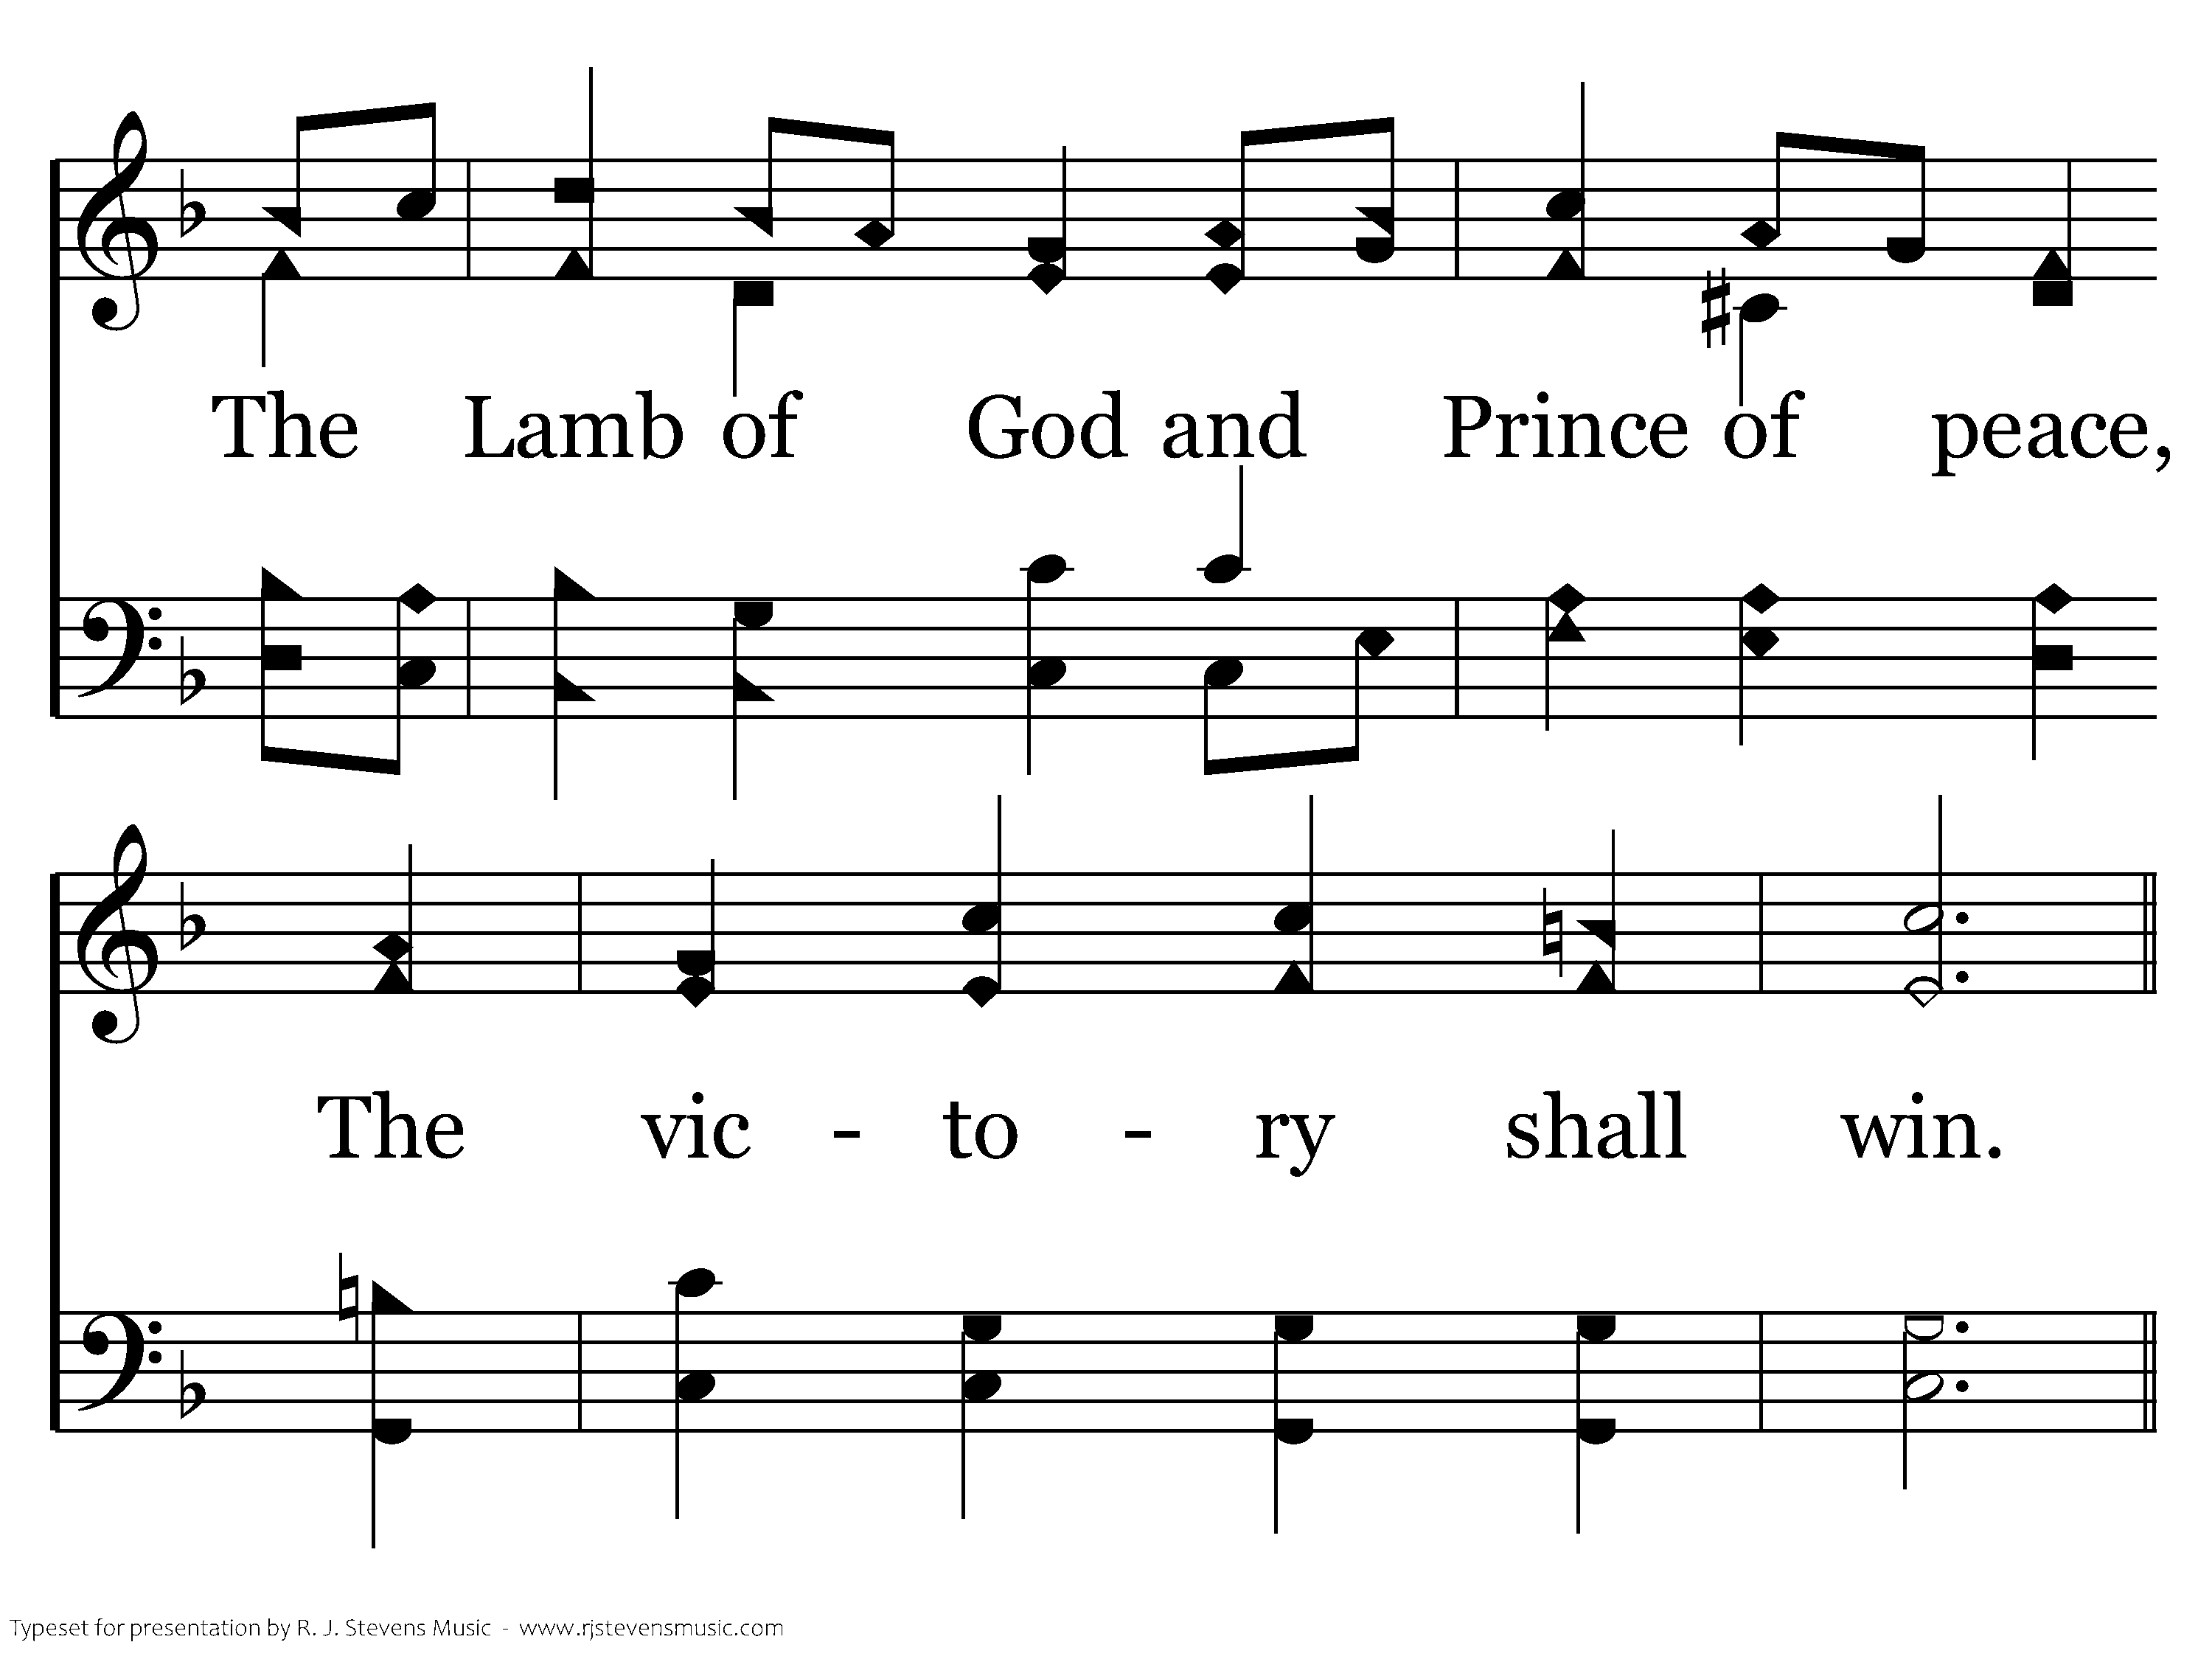 The Lamb of God and Prince of peace,
The vic - to - ry shall win.
Typeset for presentation by R. J. Stevens Music - www.rjstevensmusic.com